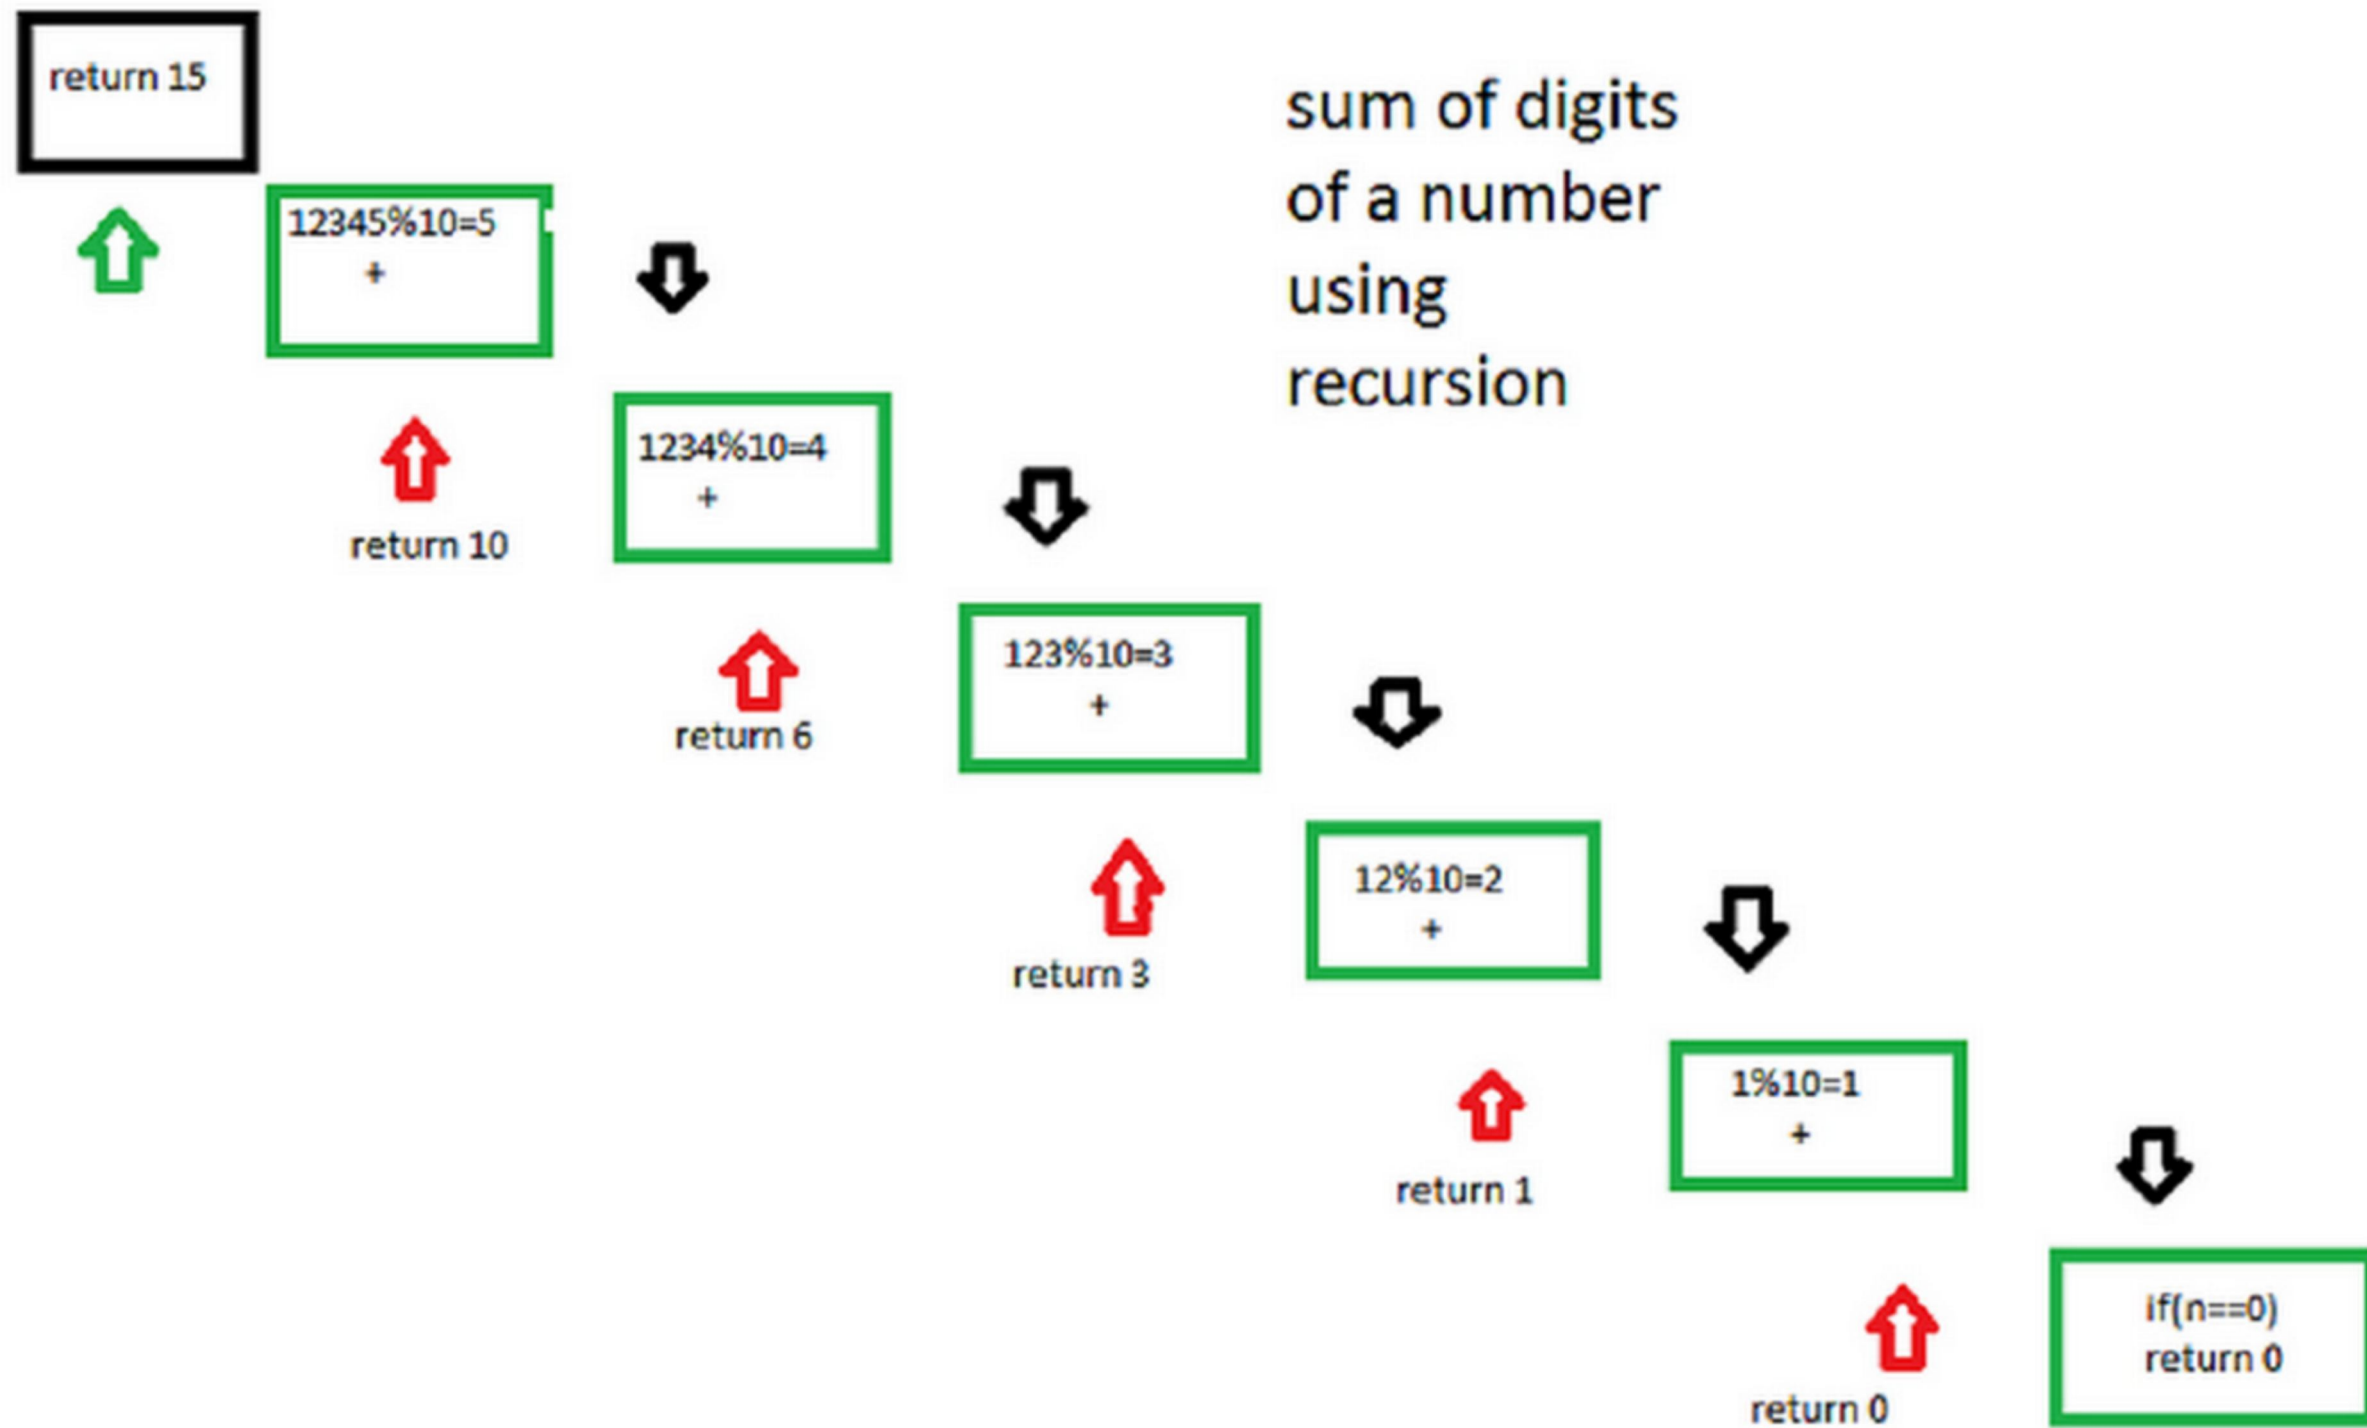 return 15
sum of digits
of a number
using
recursion
12345%10=5
+
1234%10=4
+
return 10
123%10=3
+
return 6
12%10=2
+
return 3
1%10=1
+
return 1
if(n==0)
return 0
return 0